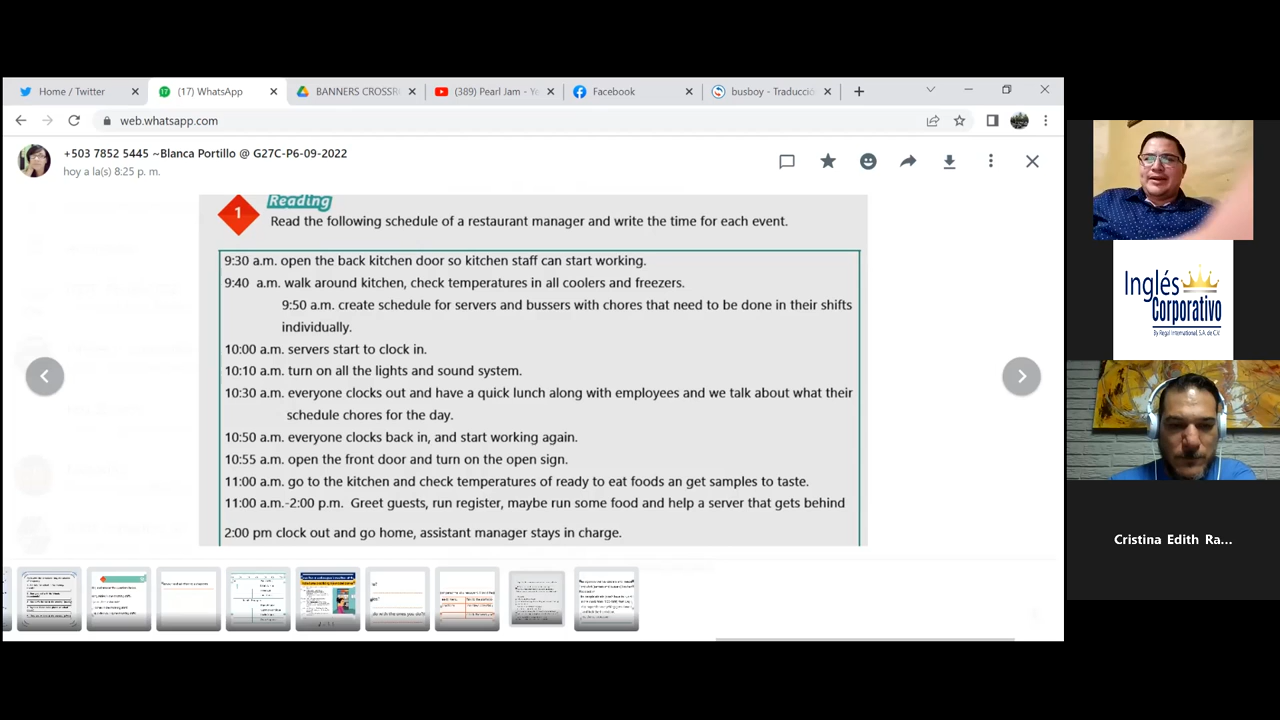 Home / Twitter
(17) WhatsApp
BANNERS CROSSR
(389) Pearl Jam - Ye
Facebook
busboy - Traducció
web.whatsapp.com
+503 7852 5445 ~Blanca Portillo @ G27C-P6-09-2022
hoy a la(s) 8:25 p. m.
Reading
1
Read the following schedule of a restaurant manager and write the time for each event.
9:30 a.m. open the back kitchen door so kitchen staff can start working.
9:40 a.m. walk around kitchen, check temperatures in all coolers and freezers.
9:50 a.m. create schedule for servers and bussers with chores that need to be done in their shifts
individually.
10:00 a.m. servers start to clock in.
10:10 a.m. turn on all the lights and sound system.
10:30 a.m. everyone clocks out and have a quick lunch along with employees and we talk about what their
schedule chores for the day.
10:50 a.m. everyone clocks back in, and start working again.
10:55 a.m. open the front door and turn on the open sign.
11:00 a.m. go to the kitchen and check temperatures of ready to eat foods an get samples to taste.
11:00 a.m.-2:00 p.m. Greet guests, run register, maybe run some food and help a server that gets behind
2:00 pm clock out and go home, assistant manager stays in charge.
Inglés
Corporativo
By Regal International, S.A. de C.V.
Cristina Edith Ra...